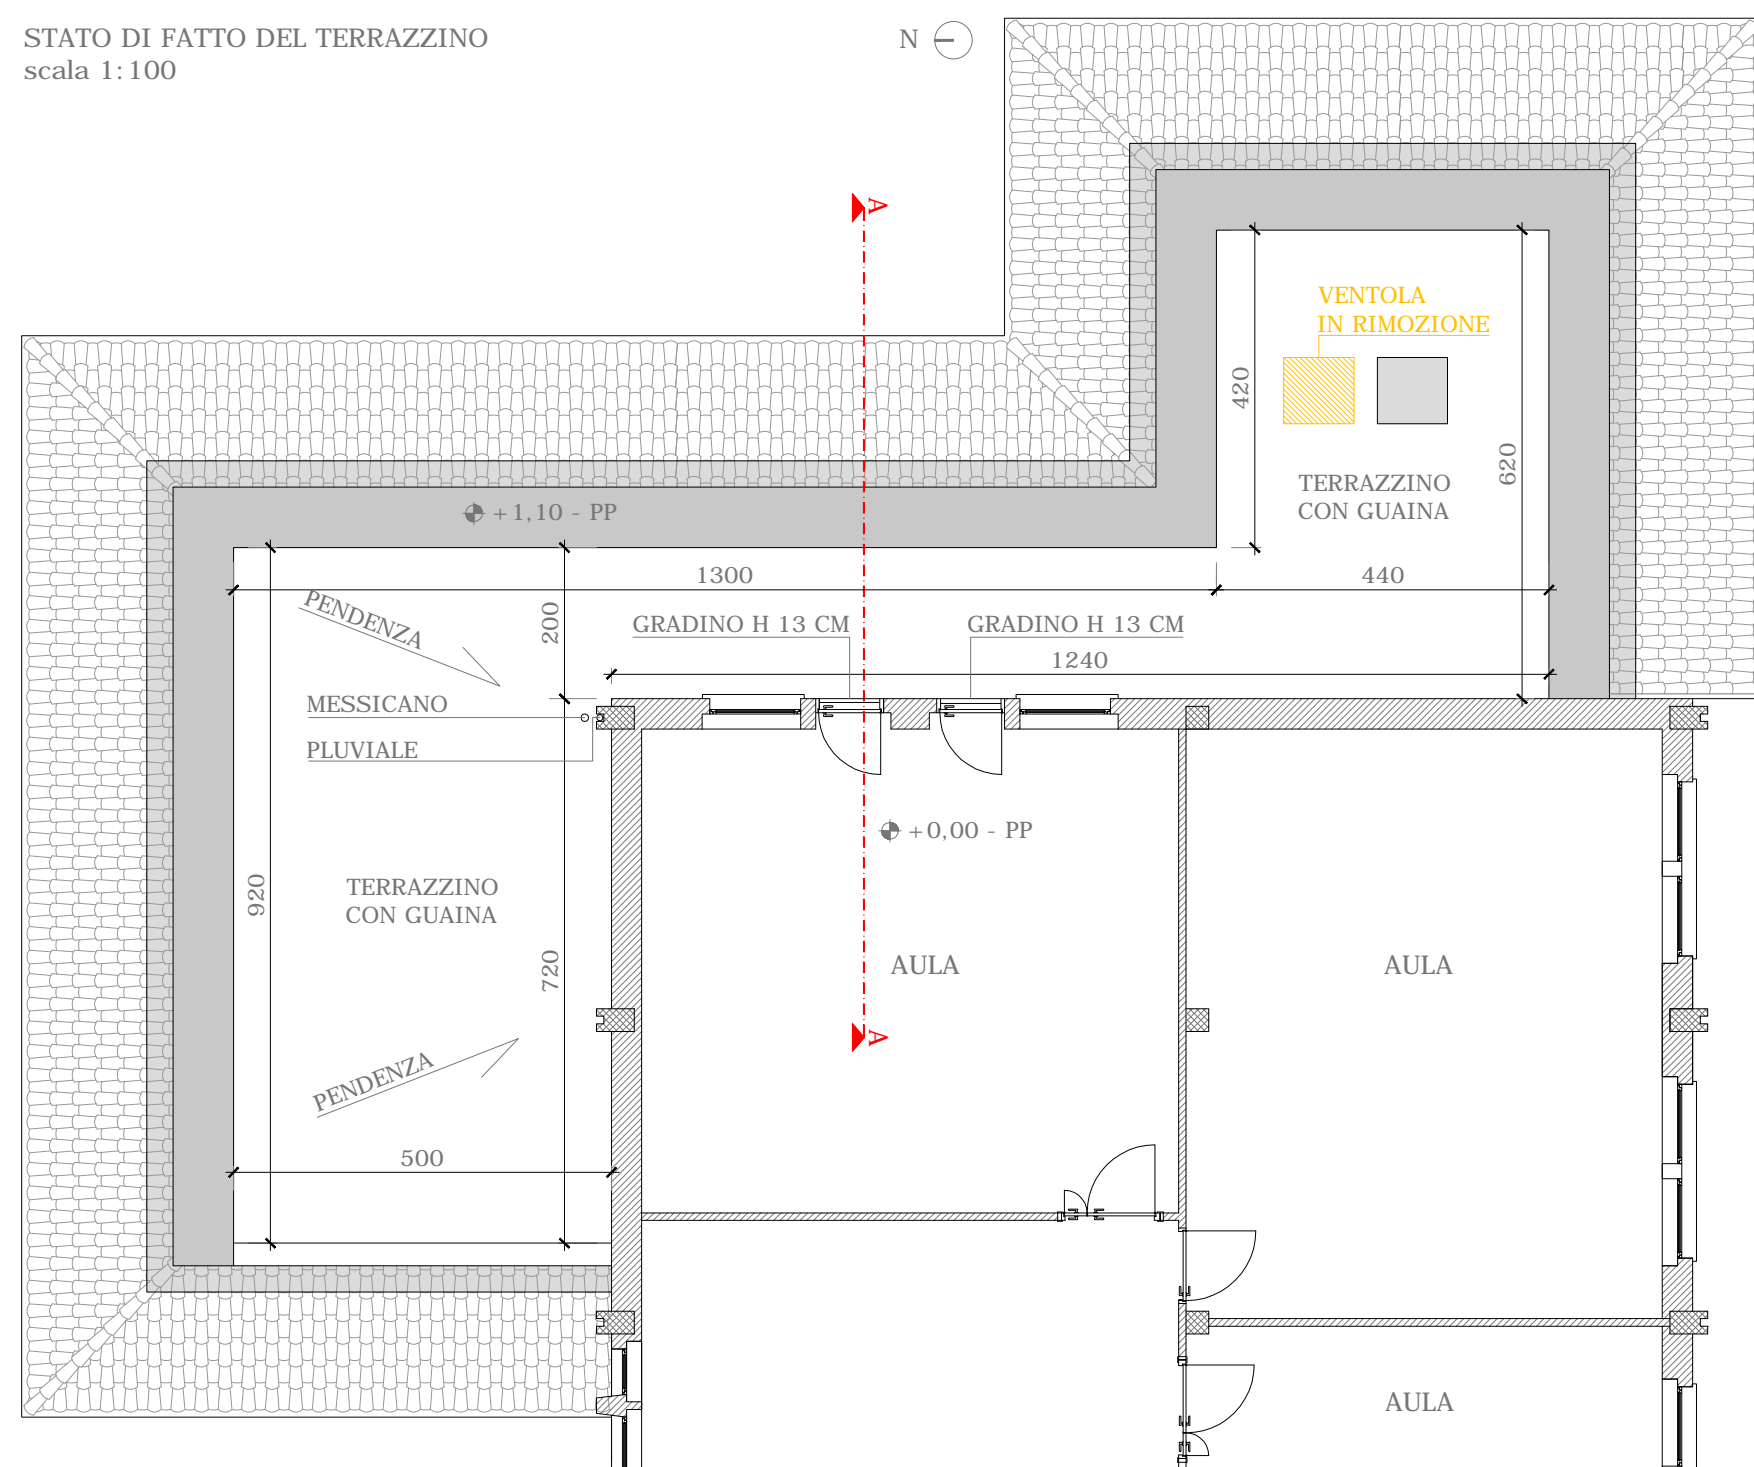 STATO DI FATTO DEL TERRAZZINO
scala 1:100
N
A
VENTOLA
IN RIMOZIONE
420
620
TERRAZZINO
CON GUAINA
+1,10 - PP
1300
440
PENDENZA
200
GRADINO H 13 CM
GRADINO H 13 CM
1240
MESSICANO
PLUVIALE
+0,00 - PP
920
TERRAZZINO
CON GUAINA
720
AULA
AULA
A
PENDENZA
500
AULA